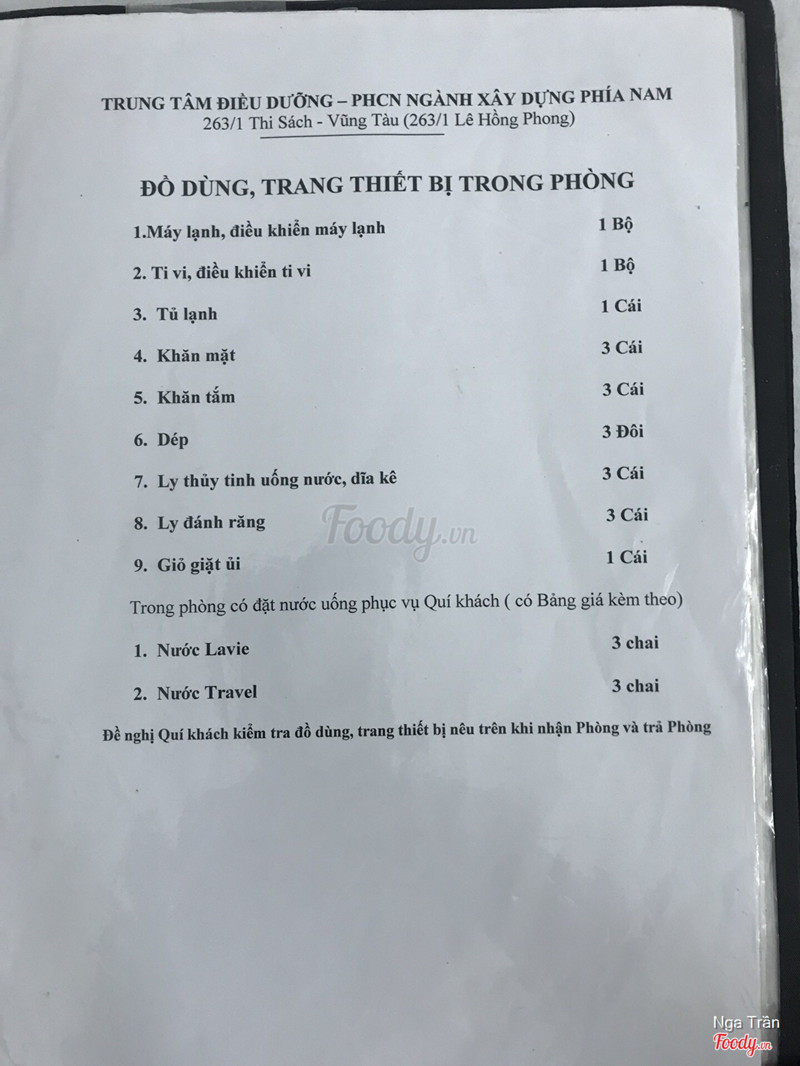 TRUNG TÂM ĐIỀU DƯỠNG – PHCN NGÀNH XÂY DỰNG PHÍA NAM
263/1 Thi Sách - Vũng Tàu (263/1 Lê Hồng Phong)
ĐỒ DÙNG, TRANG THIẾT BỊ TRONG PHÒNG
1.Máy lạnh, điều khiển máy lạnh 1 Bộ
2. Ti vi, điều khiển ti vi 1 Bộ
3. Tủ lạnh 1 Cái
4. Khăn mặt 3 Cái
5. Khăn tắm 3 Cái
6. Dép 3 Đôi
7. Ly thủy tinh uống nước, dĩa kê 3 Cái
8. Ly đánh răng 3 Cái
9. Giỏ giặt ủi 1 Cái
Trong phòng có đặt nước uống phục vụ Quí khách ( có Bảng giá kèm theo)
1. Nước Lavie 3 chai
2. Nước Travel 3 chai
Đề nghị Quí khách kiểm tra đồ dùng, trang thiết bị nêu trên khi nhận Phòng và trả Phòng
Foody.vn
Nga Trần
Foody.vn